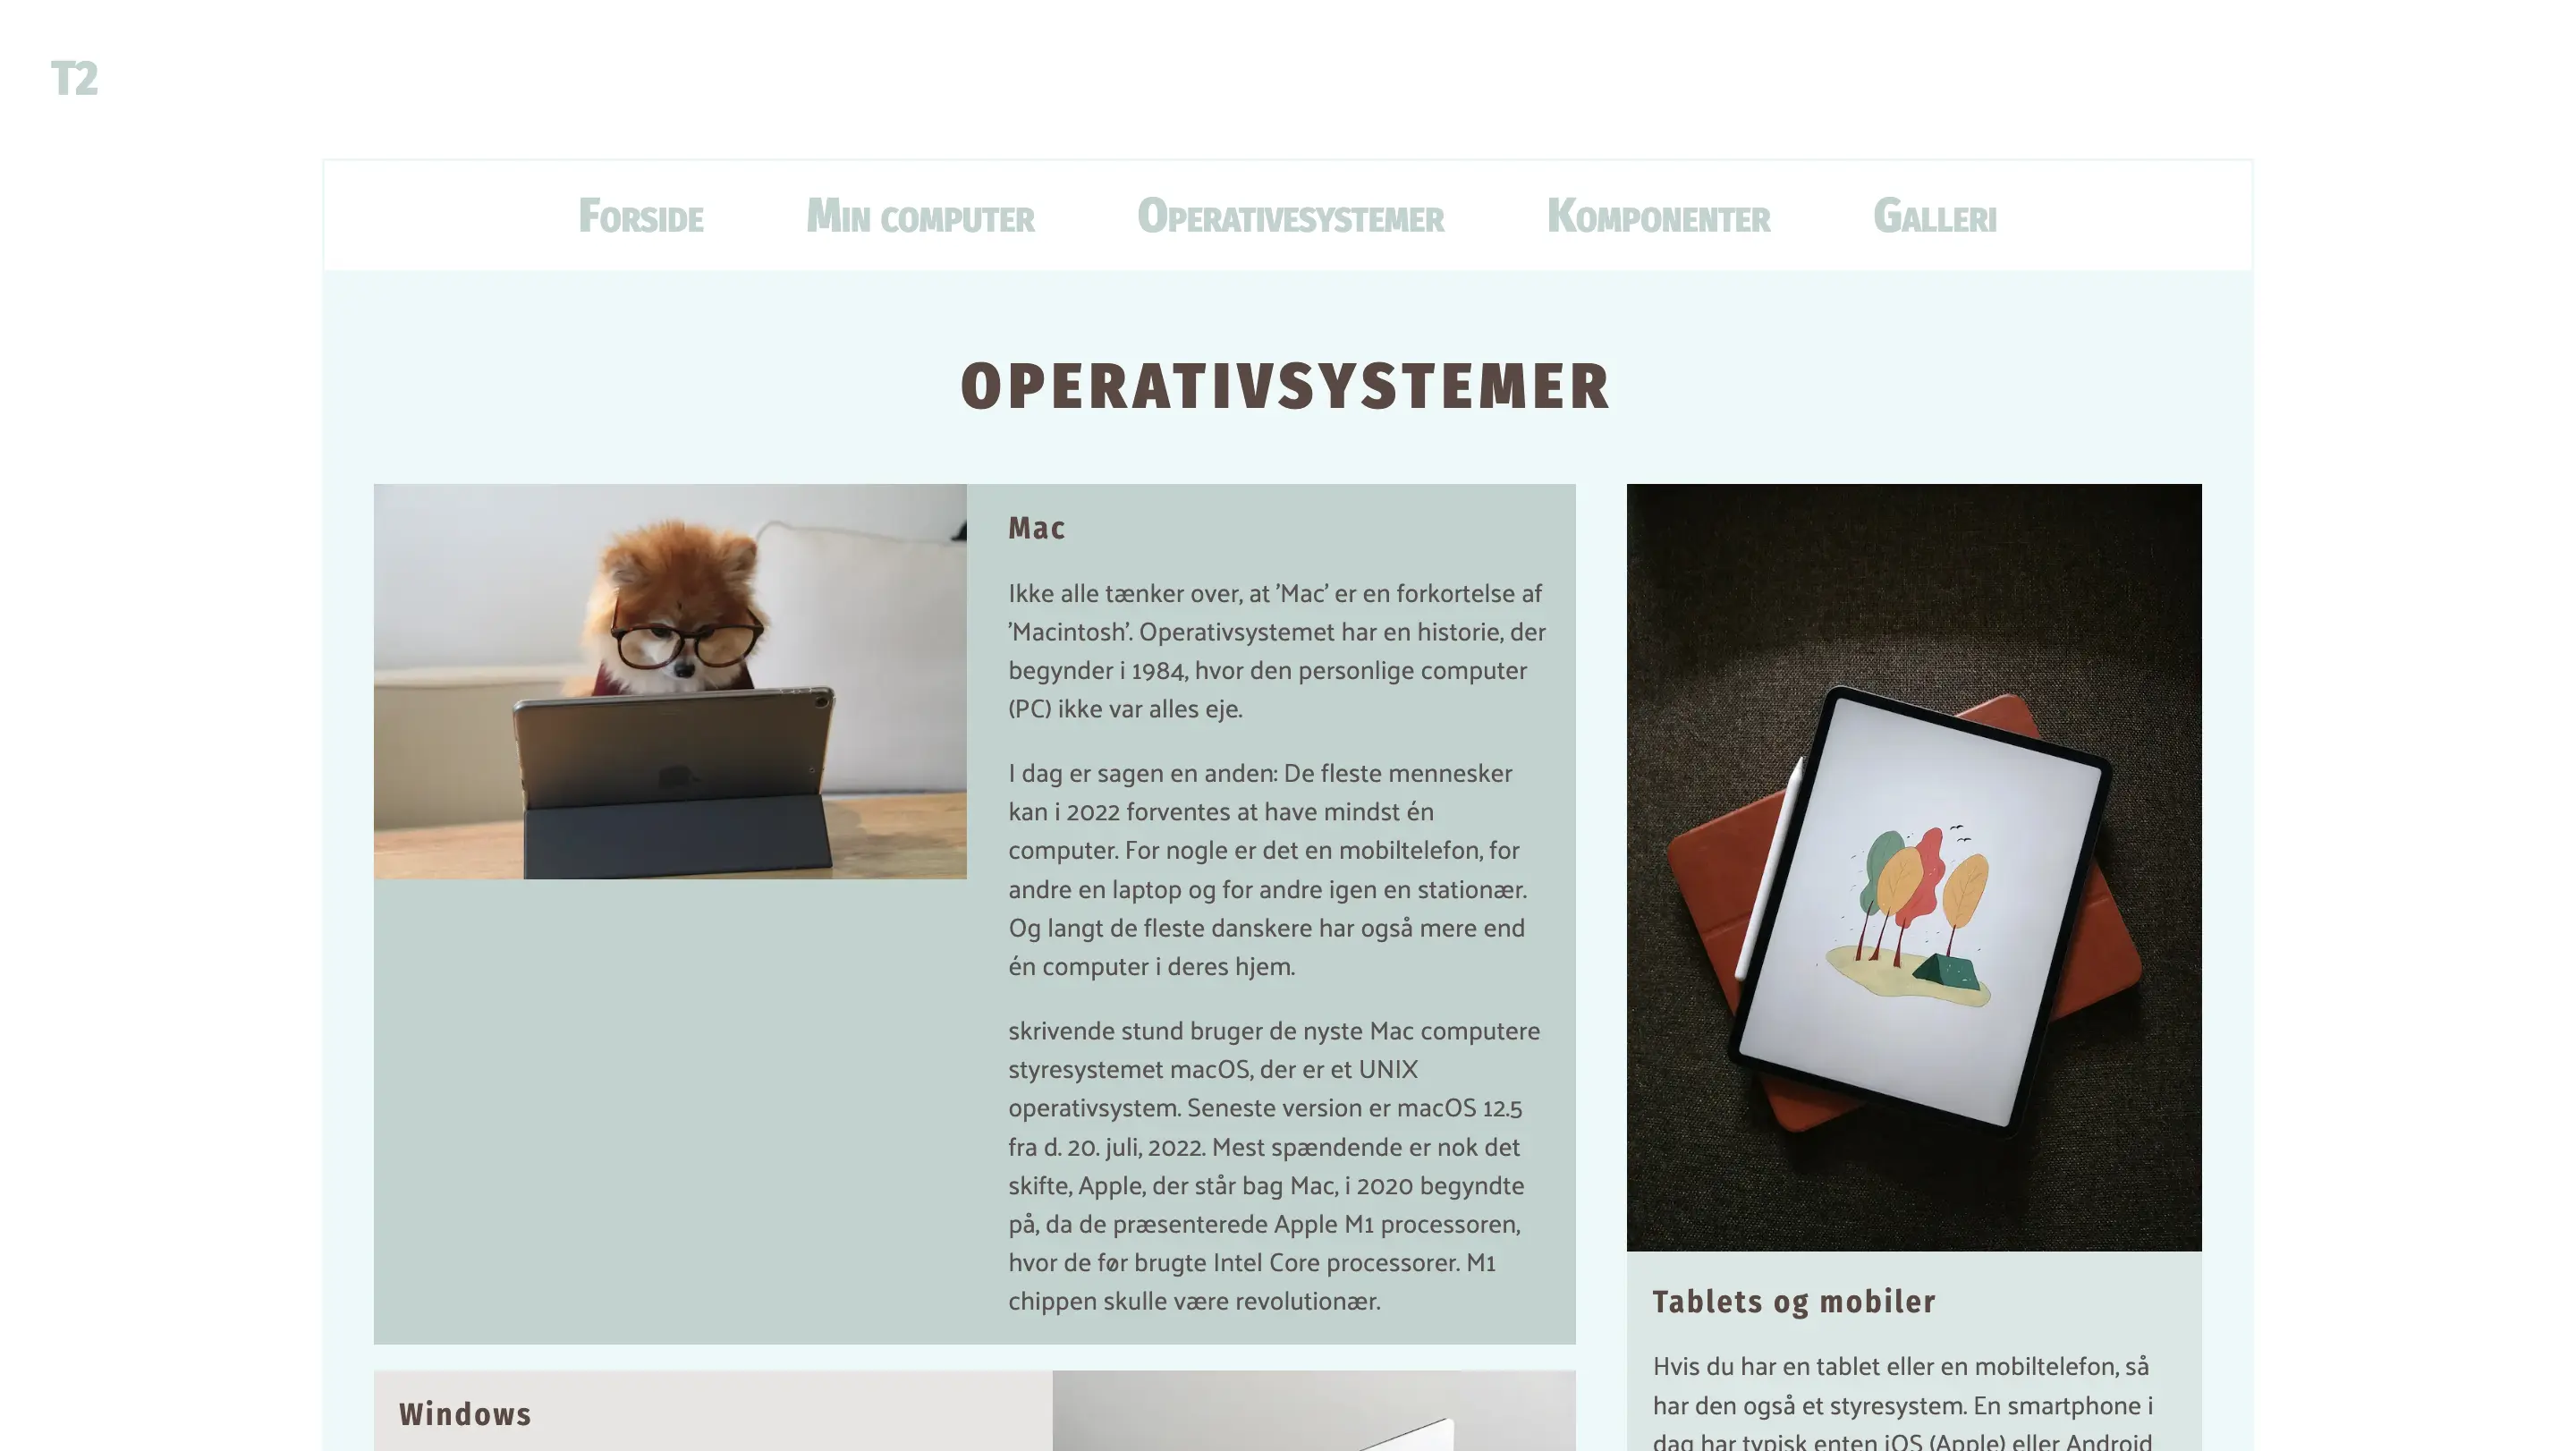 T2
Forside Min computer Operativesystemer Komponenter Galleri
OPERATIVSYSTEMER
Mac
Ikke alle tænker over, at 'Mac' er en forkortelse af
'Macintosh'. Operativsystemet har en historie, der
begynder i 1984, hvor den personlige computer
(PC) ikke var alles eje.
I dag er sagen en anden: De fleste mennesker
kan i 2022 forventes at have mindst én
computer. For nogle er det en mobiltelefon, for
andre en laptop og for andre igen en stationær.
Og langt de fleste danskere har også mere end
én computer i deres hjem.
skrivende stund bruger de nyste Mac computere
styresystemet macOS, der er et UNIX
operativsystem. Seneste version er macOS 12.5
fra d. 20. juli, 2022. Mest spændende er nok det
skifte, Apple, der står bag Mac, i 2020 begyndte
på, da de præsenterede Apple M1 processoren,
hvor de før brugte Intel Core processorer. M1
chippen skulle være revolutionær.
Windows
Tablets og mobiler
Hvis du har en tablet eller en mobiltelefon, så
har den også et styresystem. En smartphone i
dag har typisk enten iOS (Apple) eller Android